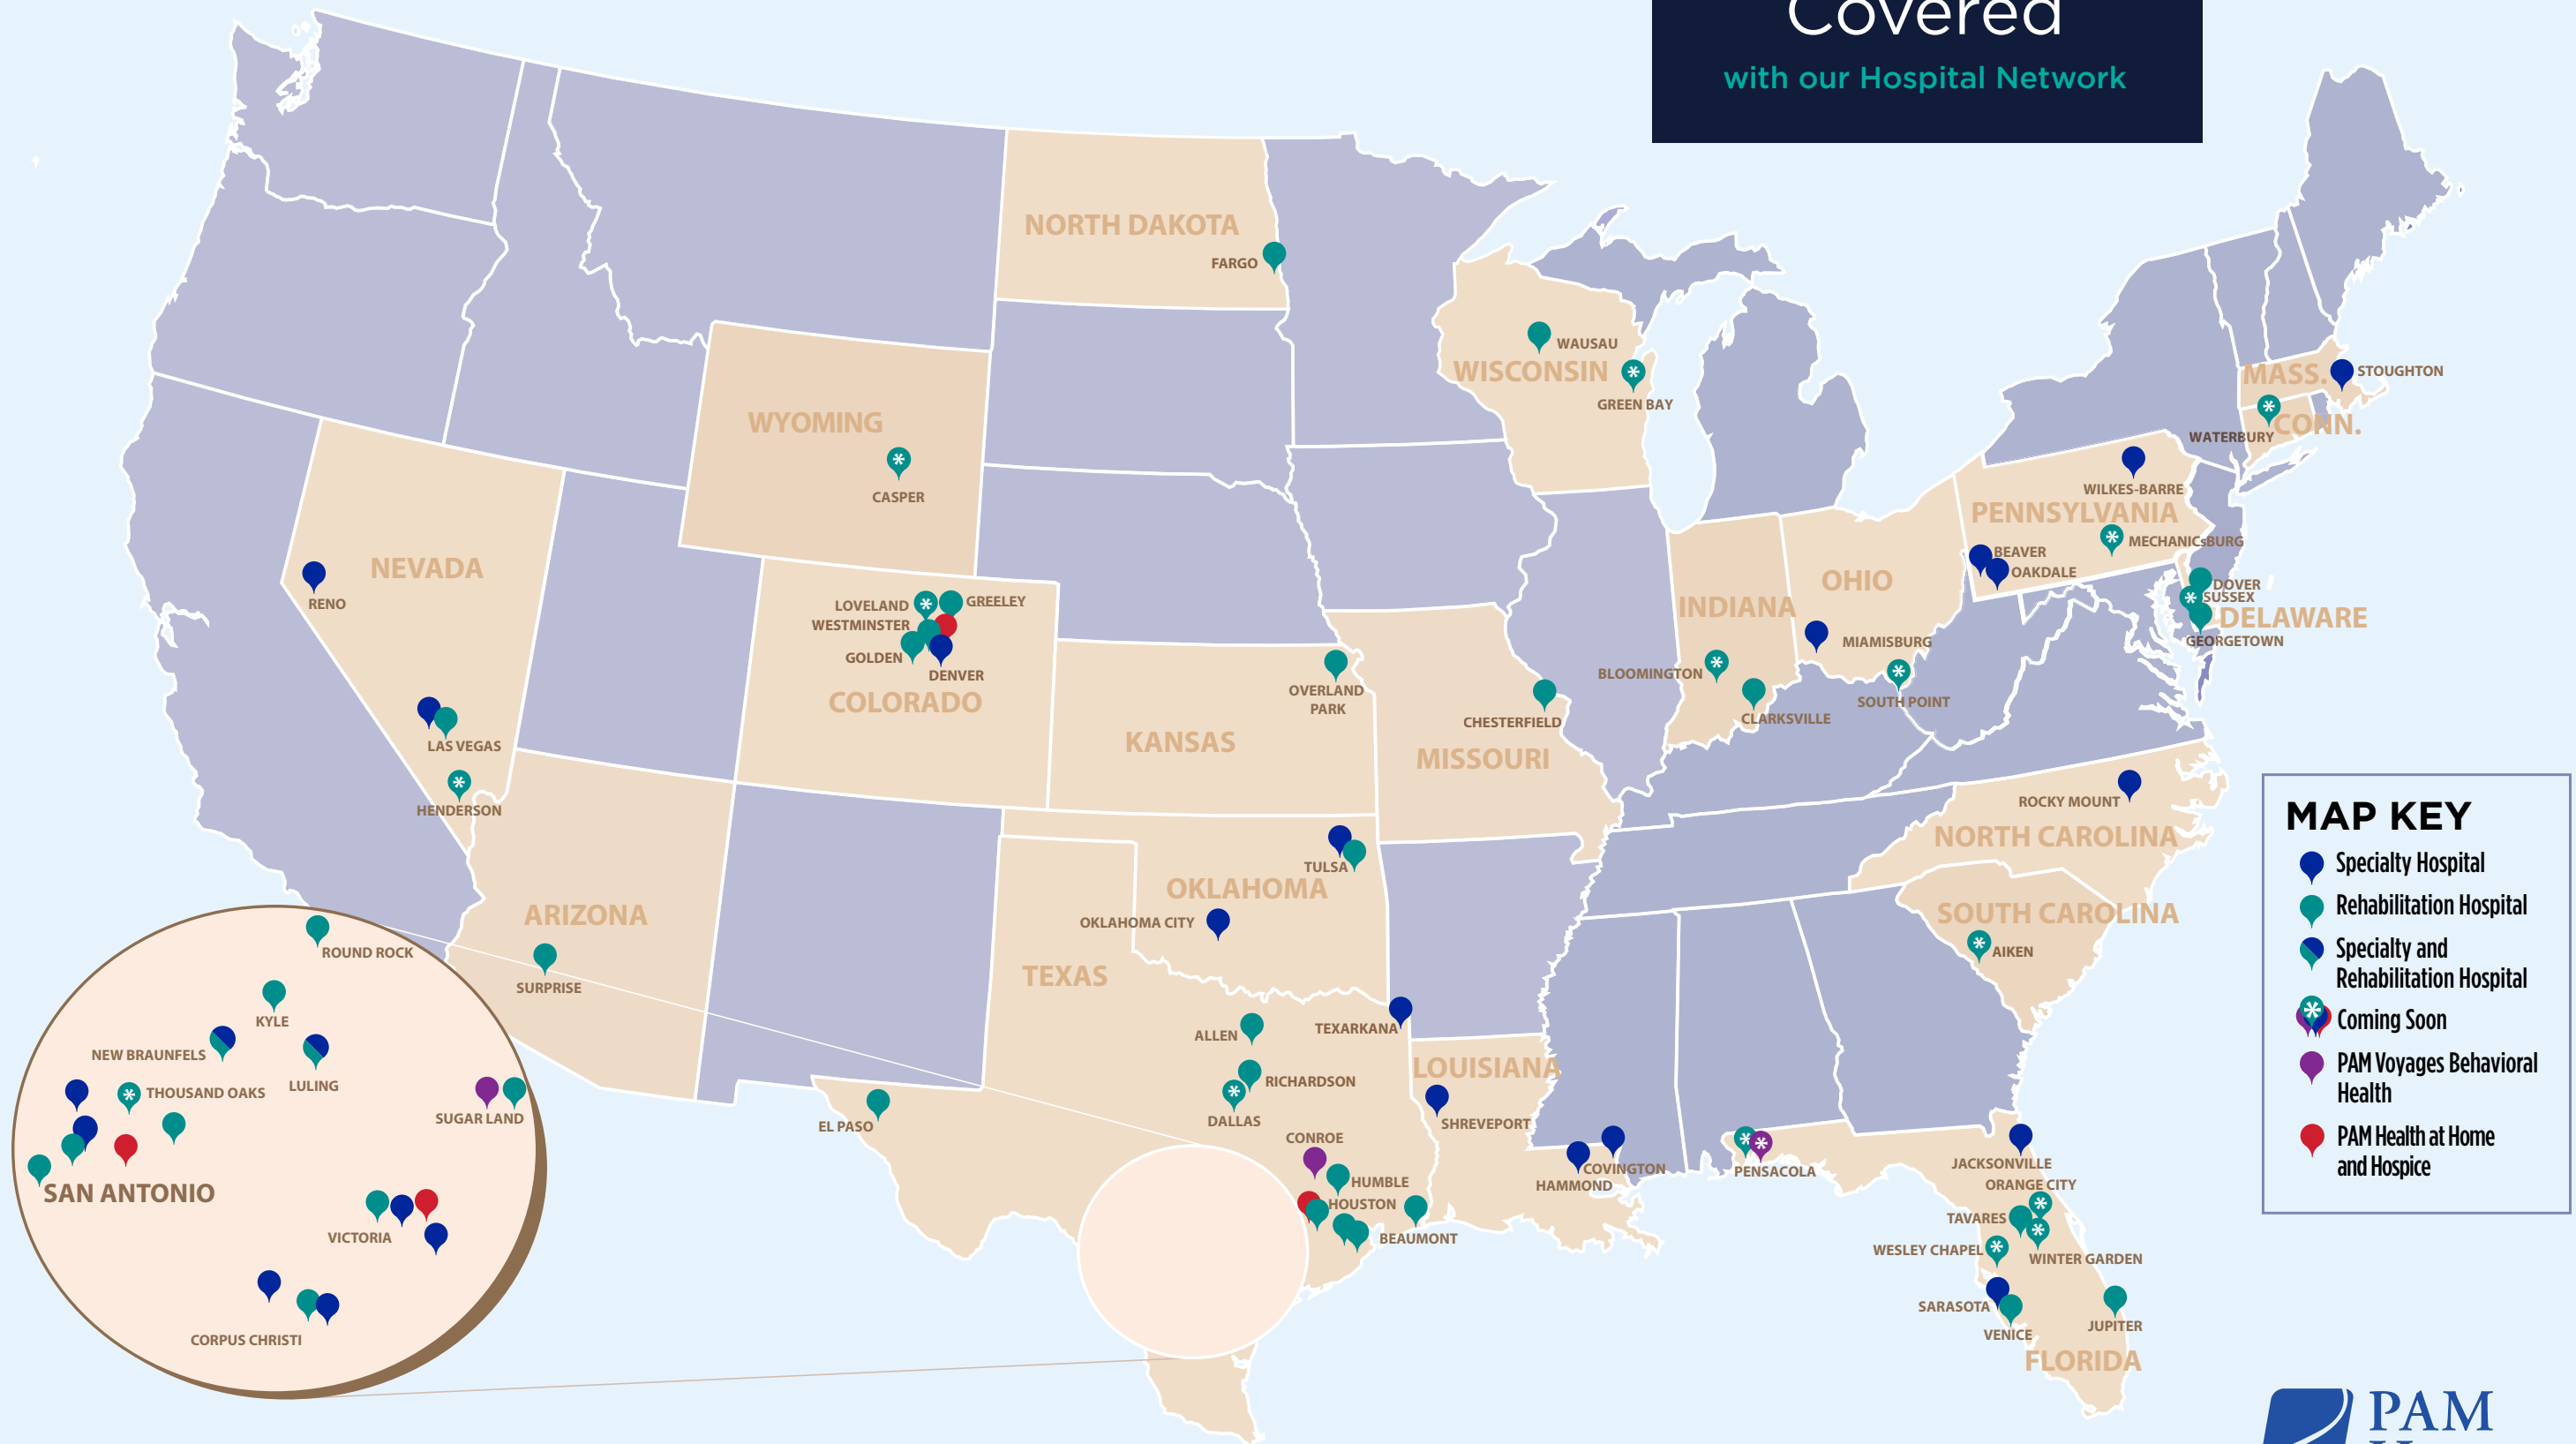 Covered
with our Hospital Network
NORTH DAKOTA
FARGO
WAUSAU
WISCONSIN
GREEN BAY
MASS.
STOUGHTON
CONN.
WATERBURY
WYOMING
CASPER
WILKES-BARRE
PENNSYLVANIA
MECHANICsBURG
BEAVER
OAKDALE
DOVER
SUSSEX
DELAWARE
GEORGETOWN
NEVADA
RENO
LAS VEGAS
HENDERSON
LOVELAND
GREELEY
WESTMINSTER
GOLDEN
DENVER
COLORADO
OVERLAND
PARK
KANSAS
CHESTERFIELD
MISSOURI
INDIANA
BLOOMINGTON
CLARKSVILLE
OHIO
MIAMISBURG
SOUTH POINT
ROCKY MOUNT
NORTH CAROLINA
SOUTH CAROLINA
AIKEN
TULSA
OKLAHOMA
OKLAHOMA CITY
ARIZONA
SURPRISE
TEXAS
ALLEN
TEXARKANA
RICHARDSON
DALLAS
EL PASO
CONROE
HUMBLE
HOUSTON
BEAUMONT
LOUISIANA
SHREVEPORT
COVINGTON
HAMMOND
PENSACOLA
JACKSONVILLE
ORANGE CITY
TAVARES
WESLEY CHAPEL
WINTER GARDEN
SARASOTA
VENICE
JUPITER
FLORIDA
ROUND ROCK
KYLE
NEW BRAUNFELS
LULING
THOUSAND OAKS
SUGAR LAND
SAN ANTONIO
VICTORIA
CORPUS CHRISTI
MAP KEY
Specialty Hospital
Rehabilitation Hospital
Specialty and
Rehabilitation Hospital
Coming Soon
PAM Voyages Behavioral
Health
PAM Health at Home
and Hospice
PAM